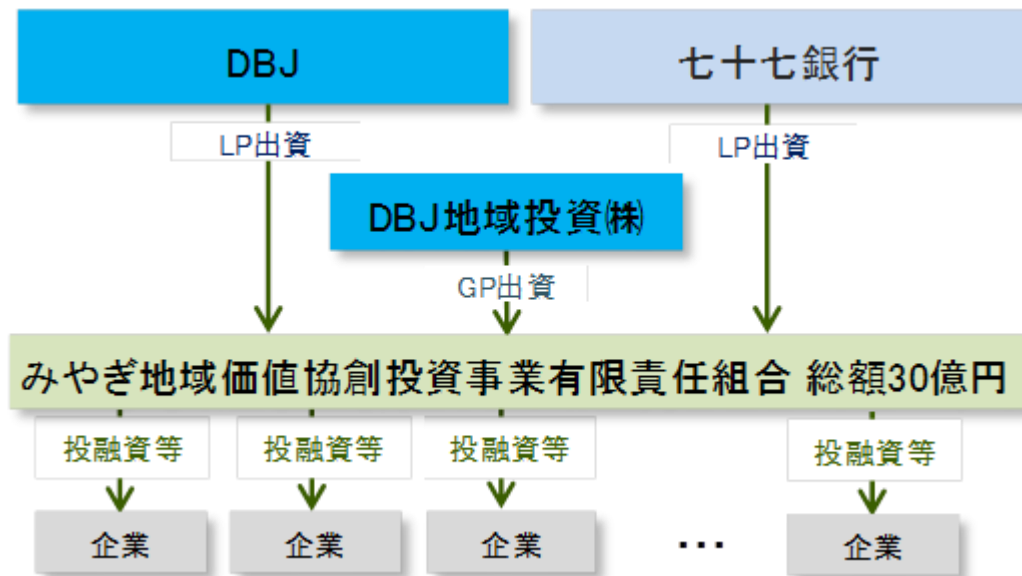 DBJ
七十七銀行
LP出資
LP出資
DBJ地域投資㈱
GP出資
みやぎ地域価値協創投資事業有限責任組合 総額30億円
投融資等
投融資等
投融資等
投融資等
企業
企業
企業
･･･
企業